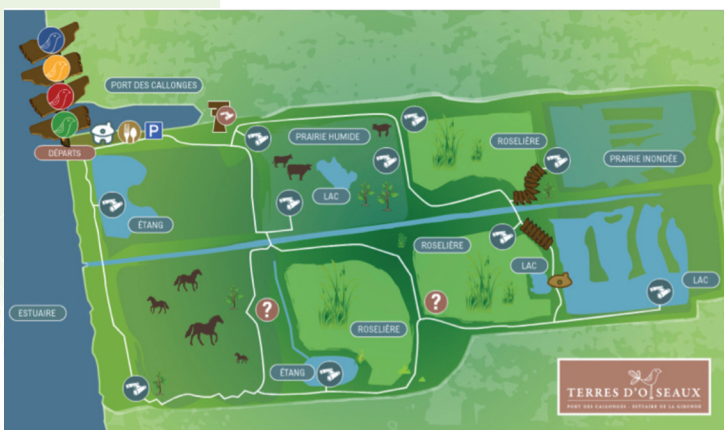 PORT DES CALLONGES
P
DÉPARTS
PRAIRIE HUMIDE
ROSELIÈRE
PRAIRIE INONDÉE
LAC
ÉTANG
ROSELIÈRE
LAC
LAC
ESTUAIRE
?
?
ROSELIÈRE
ÉTANG
TERRES D'OISEAUX
PORT DES CALLONGES - ESTUAIRE DE LA GIRONDE